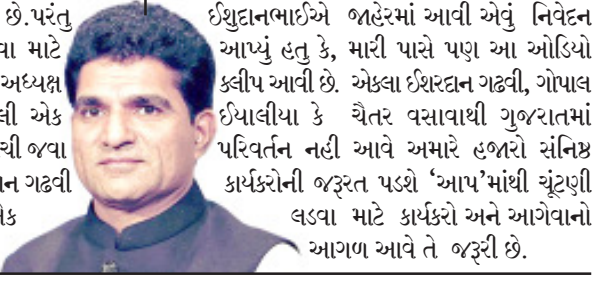 છે.પરંતુ
વા માટે
અધ્યક્ષ
લી એક
ચી જવા
ન ગઢવી
ક
ઈશુદાનભાઈએ જાહેરમાં આવી એવું નિવેદન
આપ્યું હતુ કે, મારી પાસે પણ આ ઓડિયો
ક્લીપ આવી છે. એકલા ઈશરદાન ગઢવી, ગોપાલ
ઈયાલીયા કે ચૈતર વસાવાથી ગુજરાતમાં
પરિવર્તન નહી આવે અમારે હજારો સંનિષ્ઠ
કાર્યકરોની જરૂરત પડશે ‘આપ’માંથી ચૂંટણી
લડવા માટે કાર્યકરો અને આગેવાનો
આગળ આવે તે જરૂરી છે.